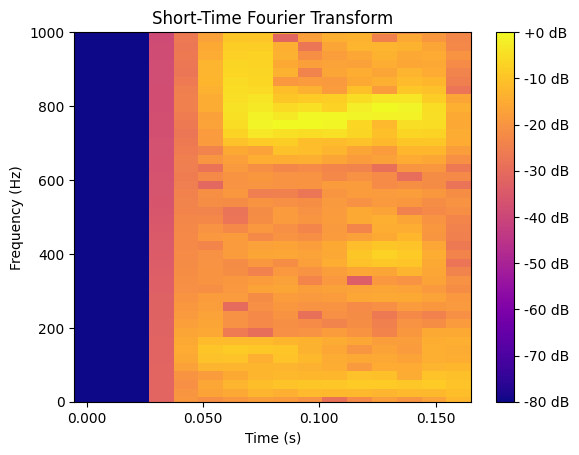 Short-Time Fourier Transform
1000
800
600
400
200
0
Frequency (Hz)
0.000
0.050
0.100
0.150
Time (s)
+0 dB
-10 dB
-20 dB
-30 dB
-40 dB
-50 dB
-60 dB
-70 dB
-80 dB